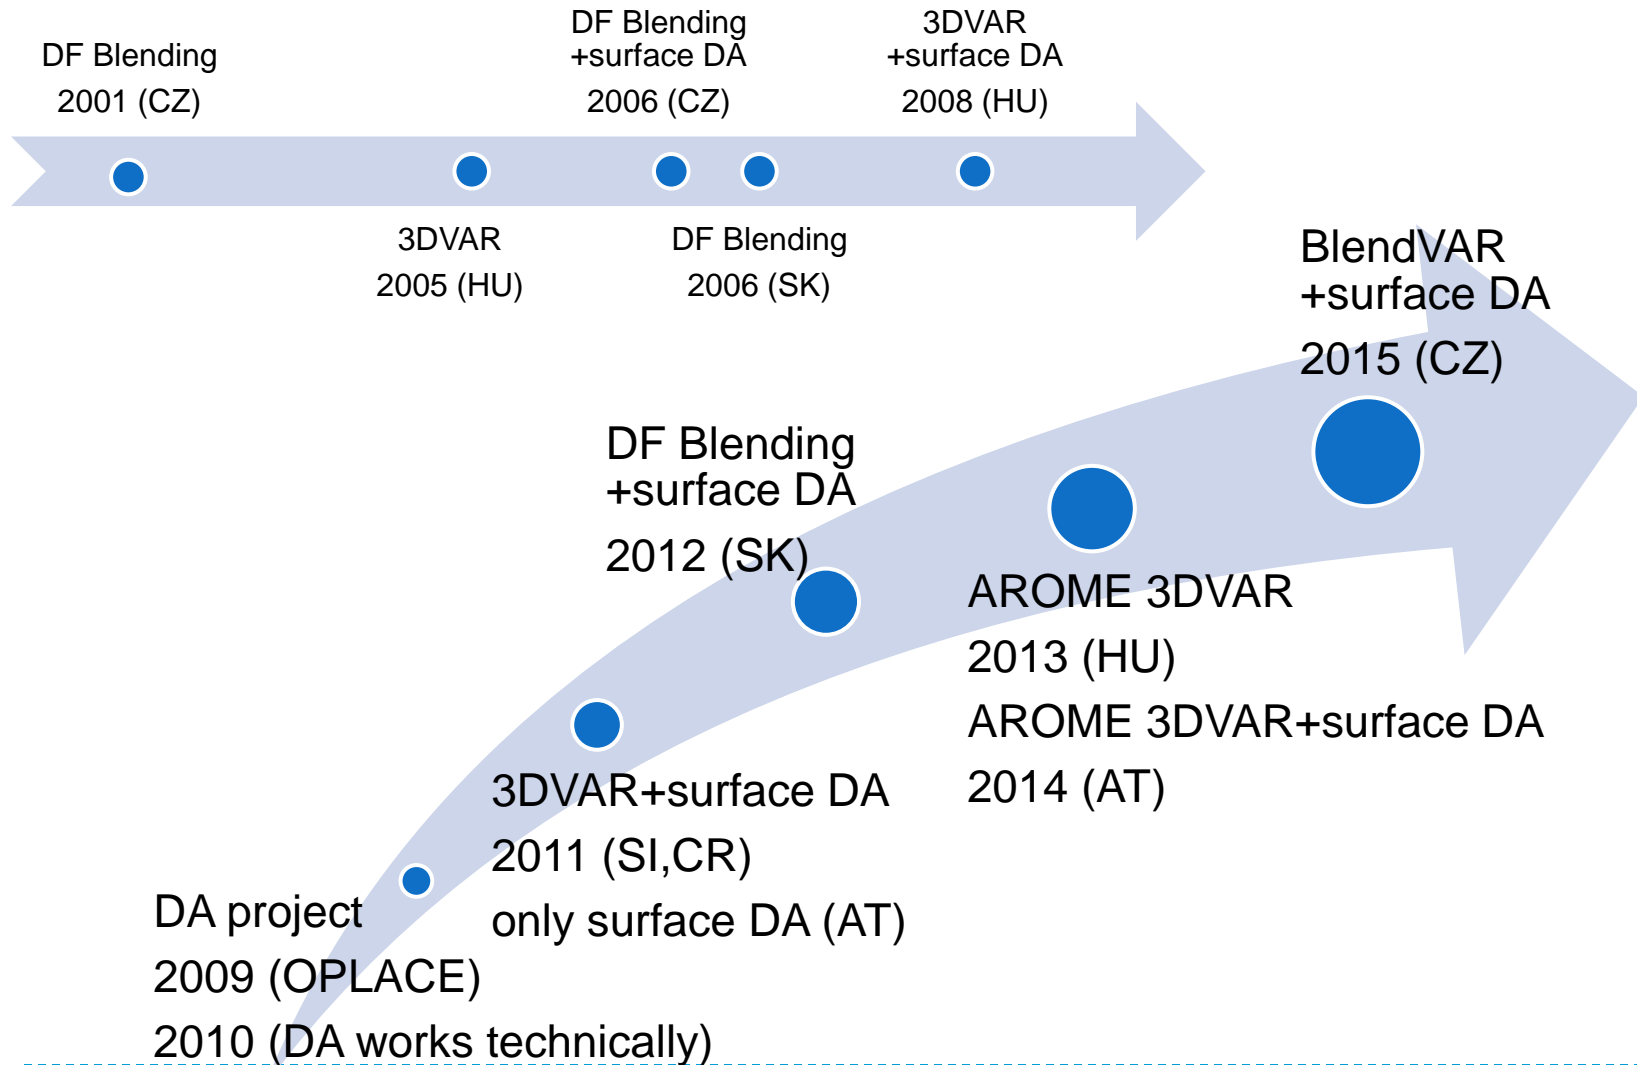 DF Blending
2001 (CZ)
3DVAR
2005 (HU)
DF Blending
+surface DA
2006 (CZ)
DF Blending
2006 (SK)
3DVAR
+surface DA
2008 (HU)
DA project
2009 (OPLACE)
2010 (DA works technically)
3DVAR+surface DA
2011 (SI,CR)
only surface DA (AT)
DF Blending
+surface DA
2012 (SK)
AROME 3DVAR
2013 (HU)
AROME 3DVAR+surface DA
2014 (AT)
BlendVAR
+surface DA
2015 (CZ)